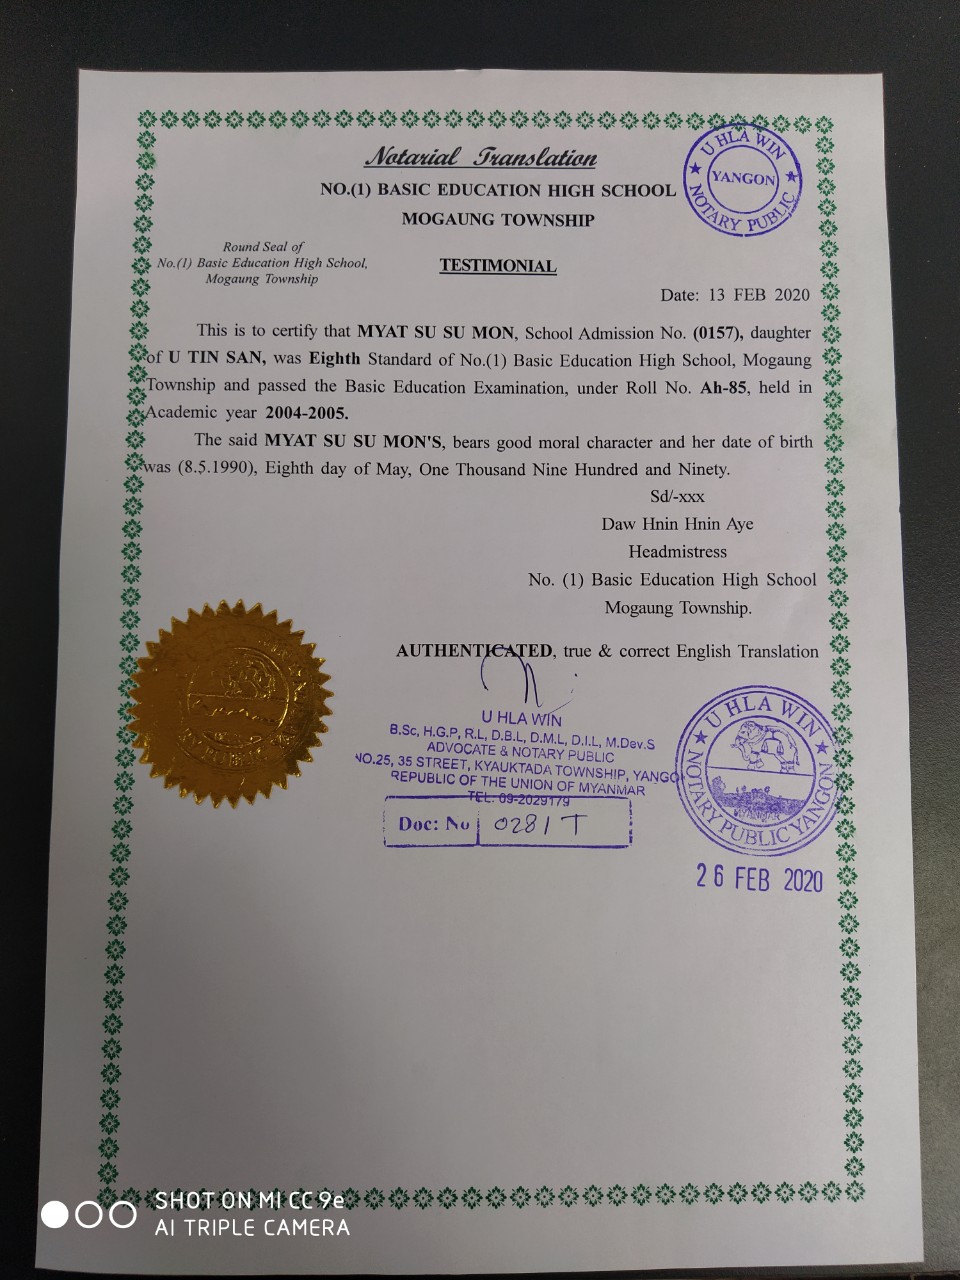 Notarial Translation
NO.(1) BASIC EDUCATION HIGH SCHOOL
MOGAUNG TOWNSHIP
U HLA WIN
YANGON
NOTARY PUBLIC
Round Seal of
No.(1) Basic Education High School,
Mogaung Township
TESTIMONIAL
Date: 13 FEB 2020
This is to certify that MYAT SU SU MON, School Admission No. (0157), daughter
of U TIN SAN, was Eighth Standard of No.(1) Basic Education High School, Mogaung
Township and passed the Basic Education Examination, under Roll No. Ah-85, held in
Academic year 2004-2005.
The said MYAT SU SU MON'S, bears good moral character and her date of birth
was (8.5.1990), Eighth day of May, One Thousand Nine Hundred and Ninety.
Sd/-xxx
Daw Hnin Hnin Aye
Headmistress
No. (1) Basic Education High School
Mogaung Township.
AUTHENTICATED, true & correct English Translation
U HLA WIN
B.Sc, H.G.P, R.L, D.B.L, D.M.L, D.I.L, M.Dev.S
ADVOCATE & NOTARY PUBLIC
NO.25, 35 STREET, KYAUKTADA TOWNSHIP, YANGO
REPUBLIC OF THE UNION OF MYANMAR
TEL: 09-2029179
Doc: No 0281 T
U HLA WIN
MYANMAR
NOTARY PUBLIC YANGON
26 FEB 2020
SHOT ON MI CC 9e
AI TRIPLE CAMERA